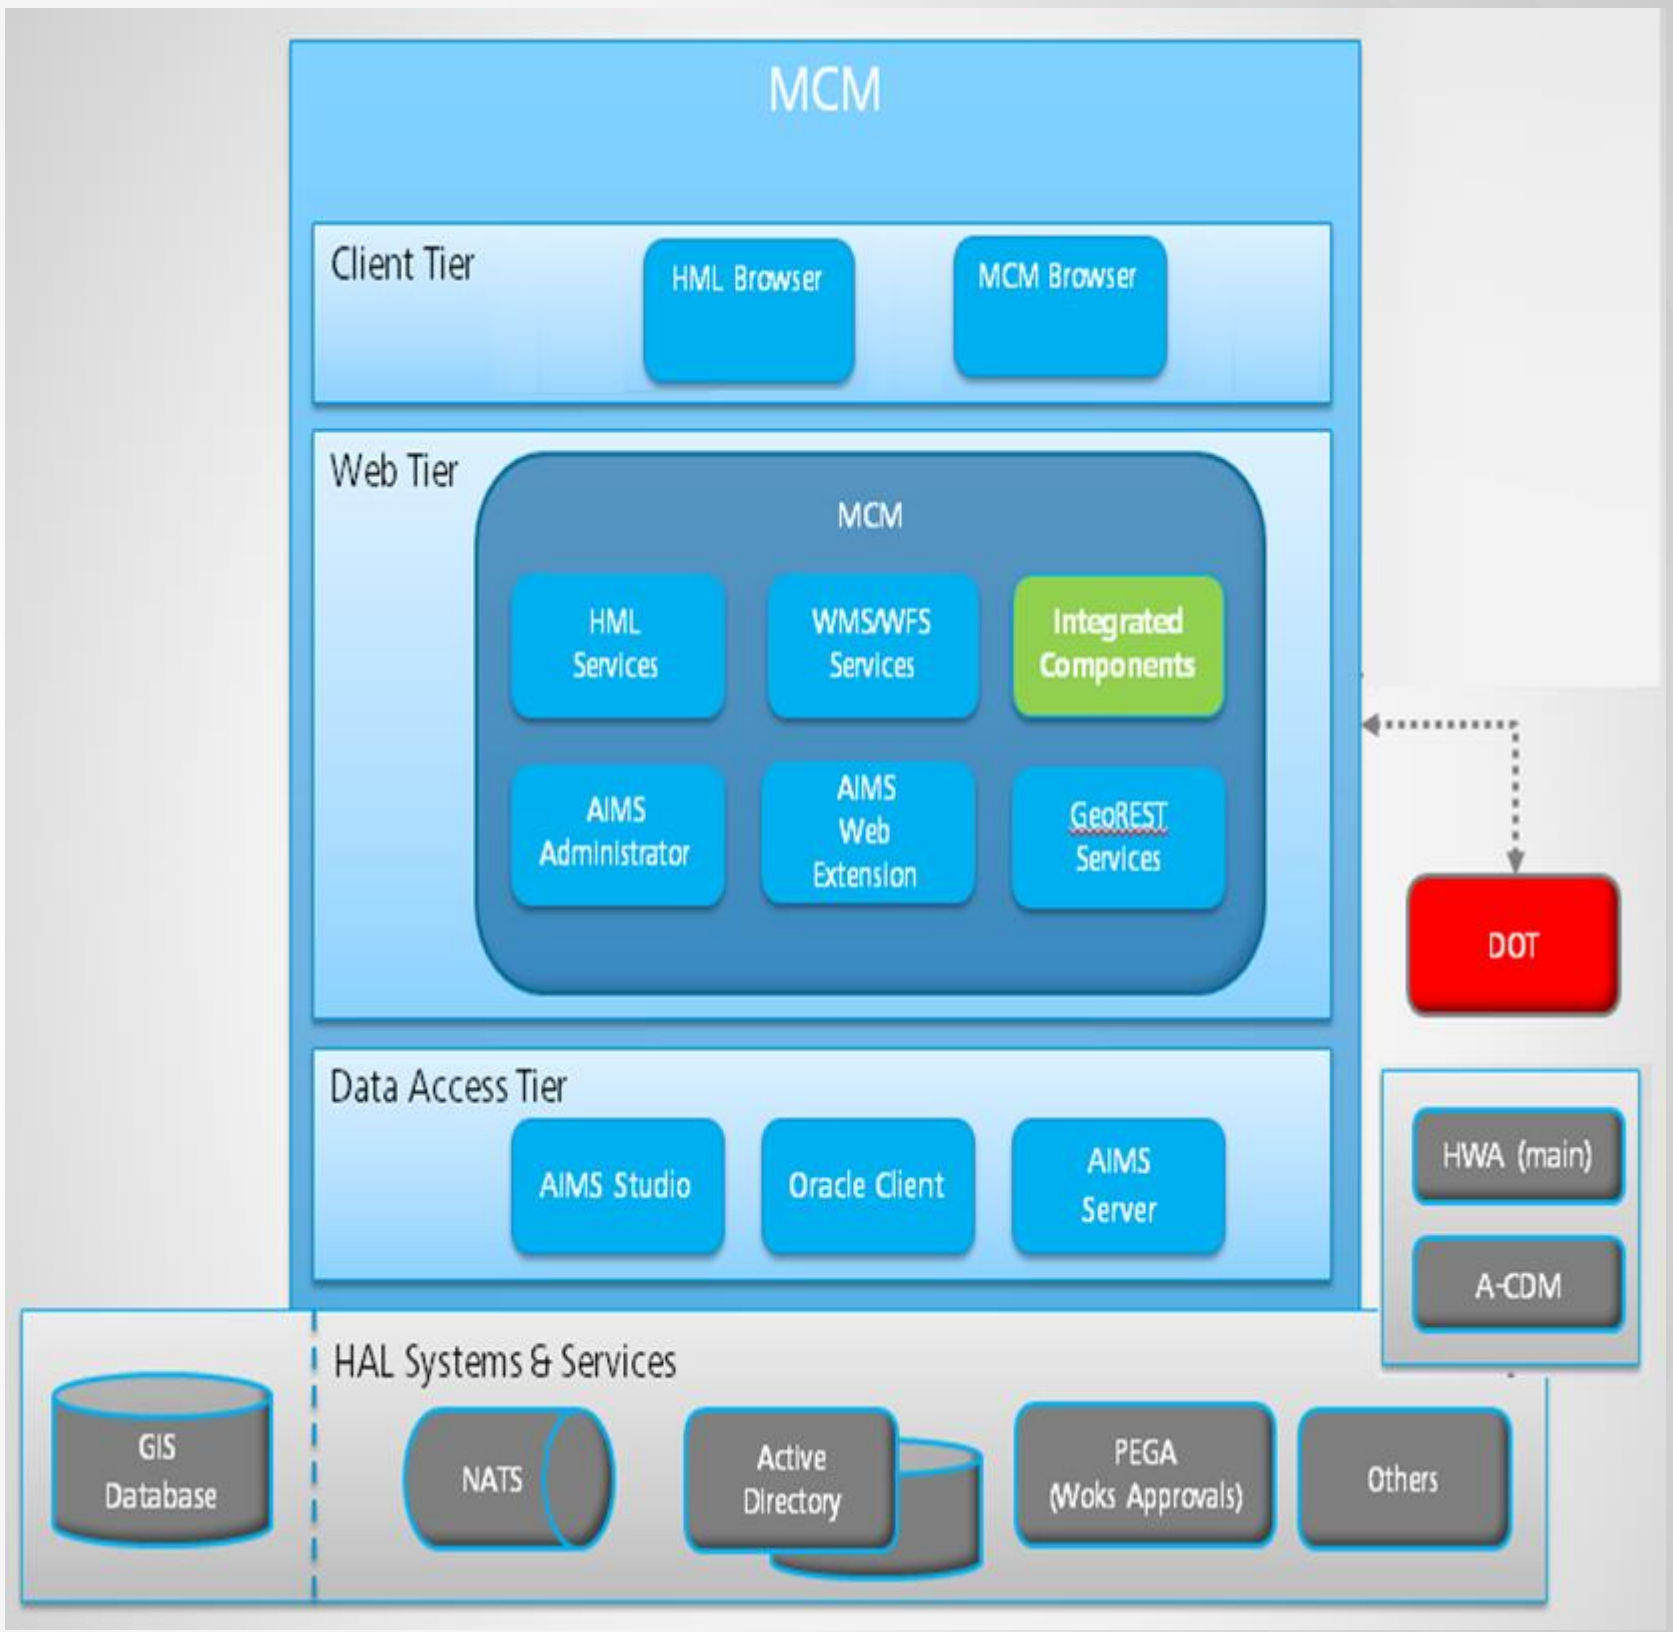 MCM
Client Tier
HML Browser
MCM Browser
Web Tier
MCM
HML
Services
WMS/WFS
Services
Integrated
Components
AIMS
Administrator
AIMS
Web
Extension
GeoREST
Services
DOT
Data Access Tier
AIMS Studio
Oracle Client
AIMS
Server
HWA (main)
A-CDM
HAL Systems & Services
GIS
Database
NATS
Active
Directory
PEGA
(Woks Approvals)
Others